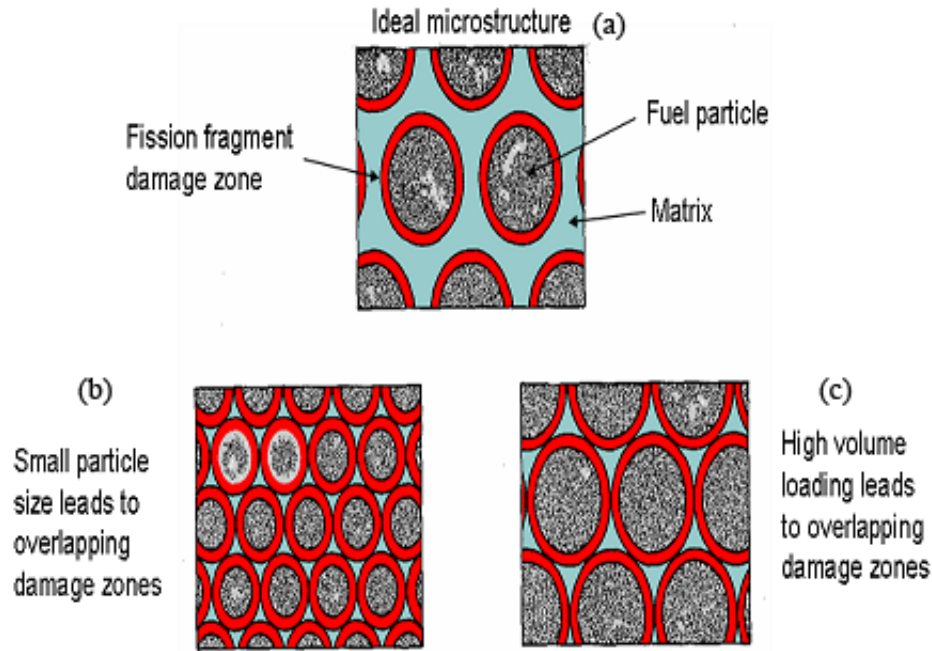 Ideal microstructure (a)
Fission fragment
damage zone
Fuel particle
Matrix
(b)
Small particle
size leads to
overlapping
damage zones
(c)
High volume
loading leads
to overlapping
damage zones